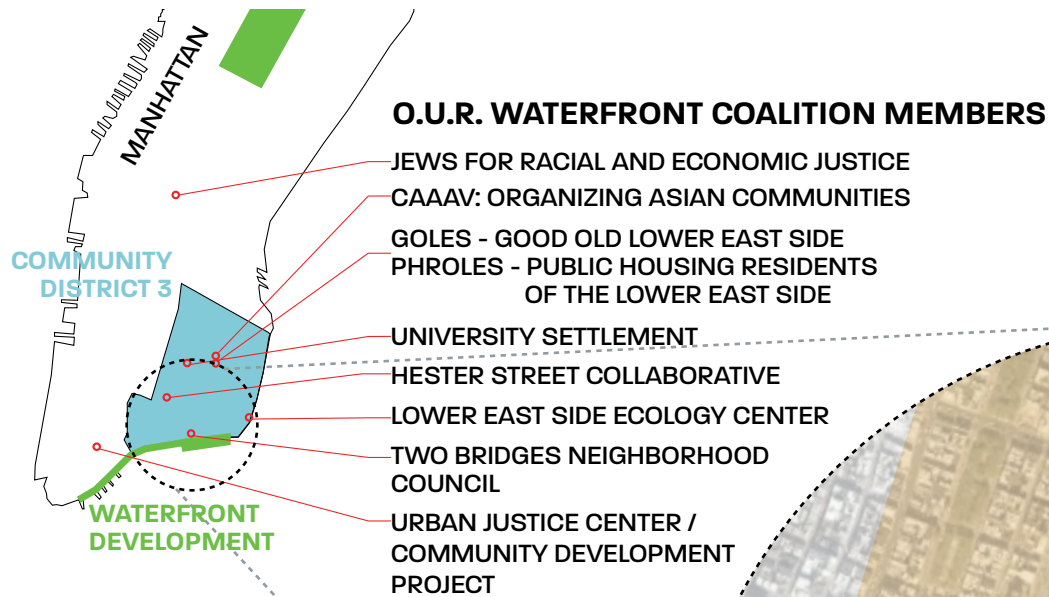 MANHATTAN
O.U.R. WATERFRONT COALITION MEMBERS
JEWS FOR RACIAL AND ECONOMIC JUSTICE
CAAAV: ORGANIZING ASIAN COMMUNITIES
GOLES - GOOD OLD LOWER EAST SIDE
PHROLES - PUBLIC HOUSING RESIDENTS
OF THE LOWER EAST SIDE
COMMUNITY
DISTRICT 3
UNIVERSITY SETTLEMENT
HESTER STREET COLLABORATIVE
LOWER EAST SIDE ECOLOGY CENTER
TWO BRIDGES NEIGHBORHOOD
COUNCIL
URBAN JUSTICE CENTER /
COMMUNITY DEVELOPMENT
PROJECT
WATERFRONT
DEVELOPMENT